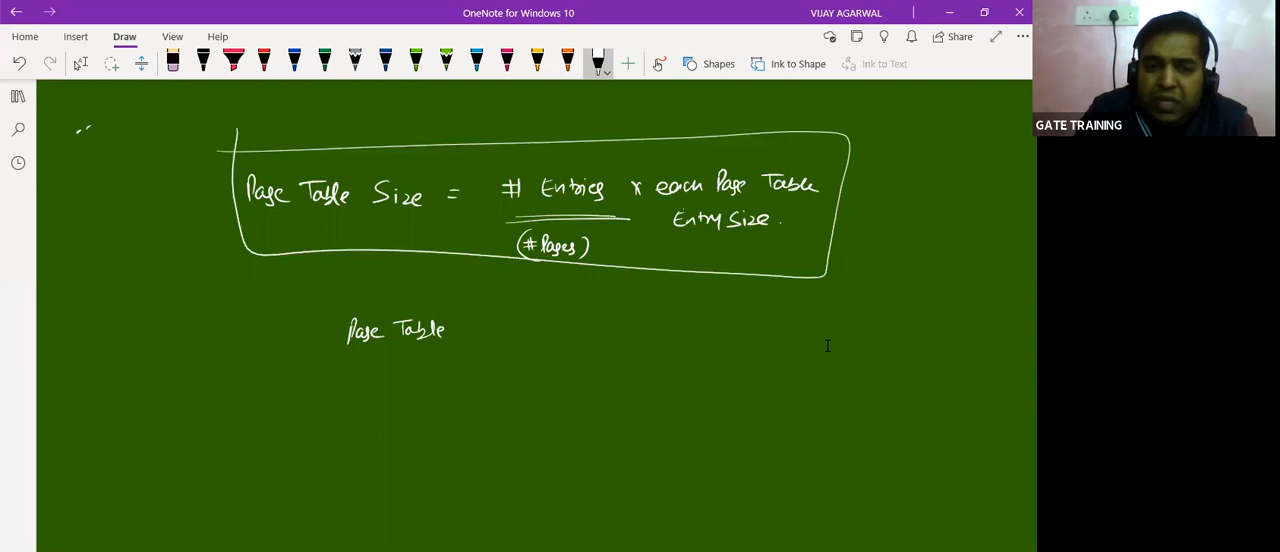 OneNote for Windows 10
VIJAY AGARWAL
Home Insert Draw View Help
Share
Shapes Ink to Shape Ink to Text
GATE TRAINING
Page Table Size = # Entries x each Page Table
Entry Size.
(# Pages)
Page Table